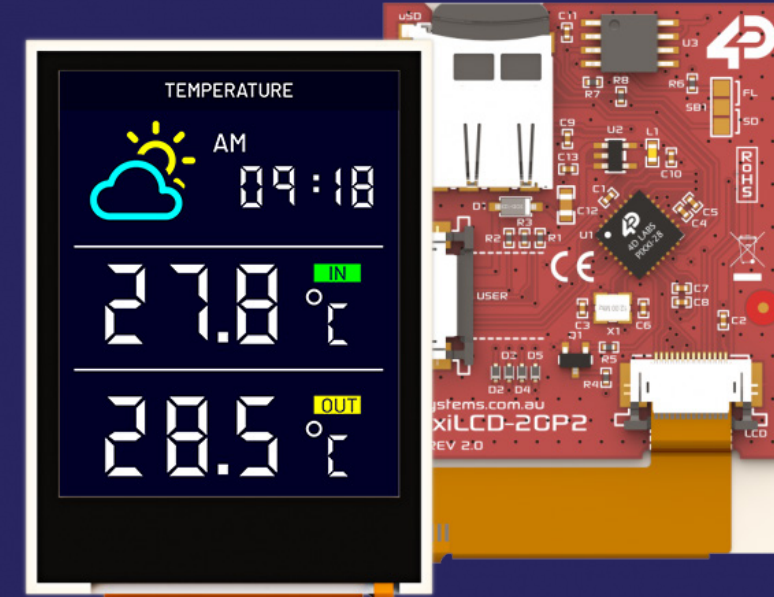 TEMPERATURE
AM
09:18
IN
27.8 °C
OUT
28.5 °C
uSD
C11
U3
4D
R7
R8
R6
FL
SB1
SD
C9
U2
L1
C13
C10
RoHS
C1
C12
C5
C4
R3
R2
R1
U1
4D LABS
PIXXI-28
CE
USER
C7
C8
C3
C6
C2
12.000
X1
Q1
D3 D5
R5
D2 D4
R4
ystems.com.au
xiLCD-2GP2
REV 2.0
LCD